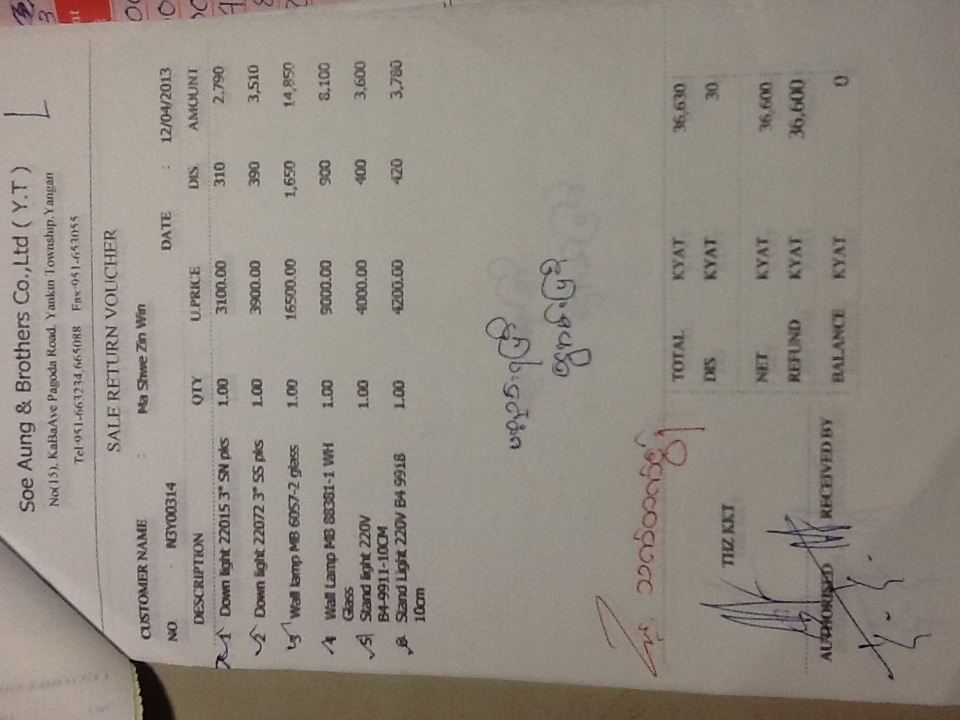 Soe Aung & Brothers Co.,Ltd ( Y.T )
No(15), KaBaAye Pagoda Road, Yankin Township,Yangan
Tel:951-663234,665088 Fax:951-653055
SALE RETURN VOUCHER
CUSTOMER NAME : Ma Shwe Zin Win
NO. : N3Y00314 DATE : 12/04/2013
DESCRIPTION QTY U.PRICE DIS. AMOUNT
1 Down light 22015 3" SN pks 1.00 3100.00 310 2,790
2 Down light 22072 3" SS pks 1.00 3900.00 390 3,510
3 Wall lamp MB 6057-2 glass 1.00 16500.00 1,650 14,850
4 Wall Lamp MB 88381-1 WH 1.00 9000.00 900 8,100
Glass
5 Stand light 220V 1.00 4000.00 400 3,600
B4-9911-10CM
6 Stand Light 220V B4 9918 1.00 4200.00 420 3,780
10cm
TOTAL KYAT 36,630
DIS KYAT 30
THZ KKT
NET KYAT 36,600
REFUND KYAT 36,600
AUTHORISED RECEIVED BY
BALANCE KYAT 0